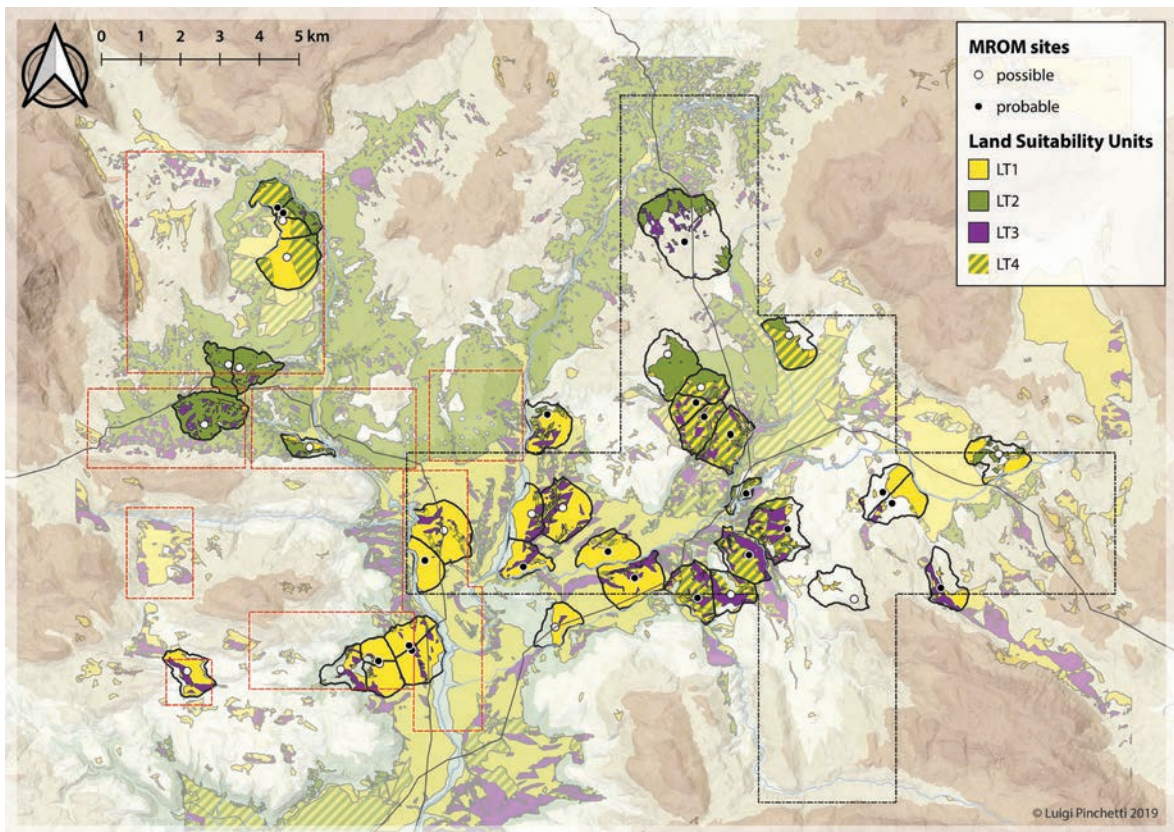 0 1 2 3 4 5 km
MROM sites
possible
probable
Land Suitability Units
LT1
LT2
LT3
LT4
© Luigi Pinchetti 2019